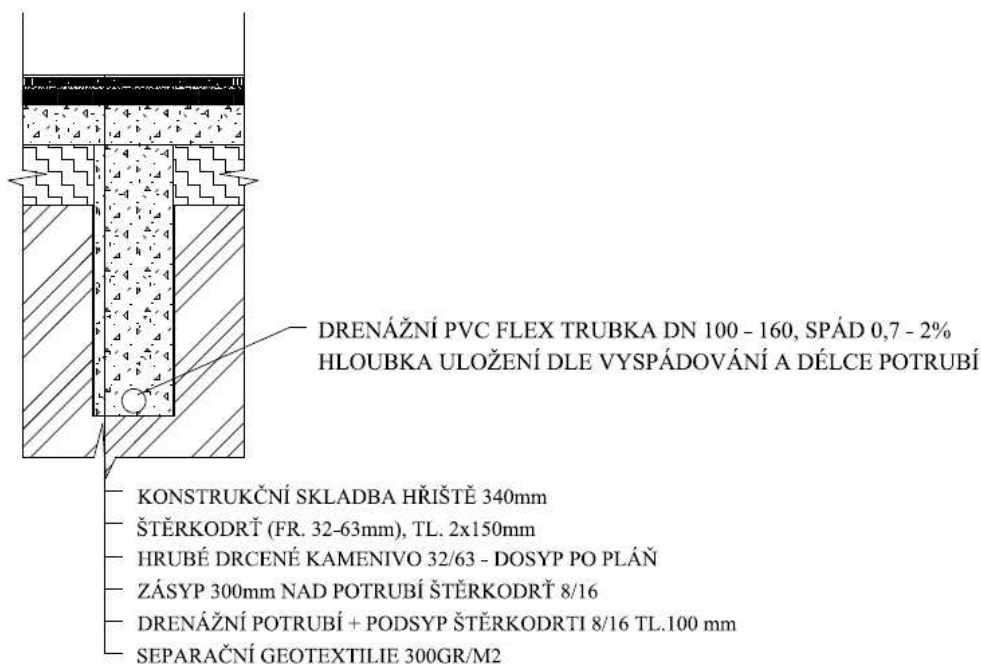 DRENÁŽNÍ PVC FLEX TRUBKA DN 100 - 160, SPÁD 0,7 - 2%
HLOUBKA ULOŽENÍ DLE VYSPÁDOVÁNÍ A DÉLCE POTRUBÍ
KONSTRUKČNÍ SKLADBA HŘIŠTĚ 340mm
ŠTĚRKODRŤ (FR. 32-63mm), TL. 2x150mm
HRUBÉ DRCENÉ KAMENIVO 32/63 - DOSYP PO PLÁŇ
ZÁSYP 300mm NAD POTRUBÍ ŠTĚRKODRŤ 8/16
DRENÁŽNÍ POTRUBÍ + PODSYP ŠTĚRKODRTI 8/16 TL.100 mm
SEPARAČNÍ GEOTEXTILIE 300GR/M2